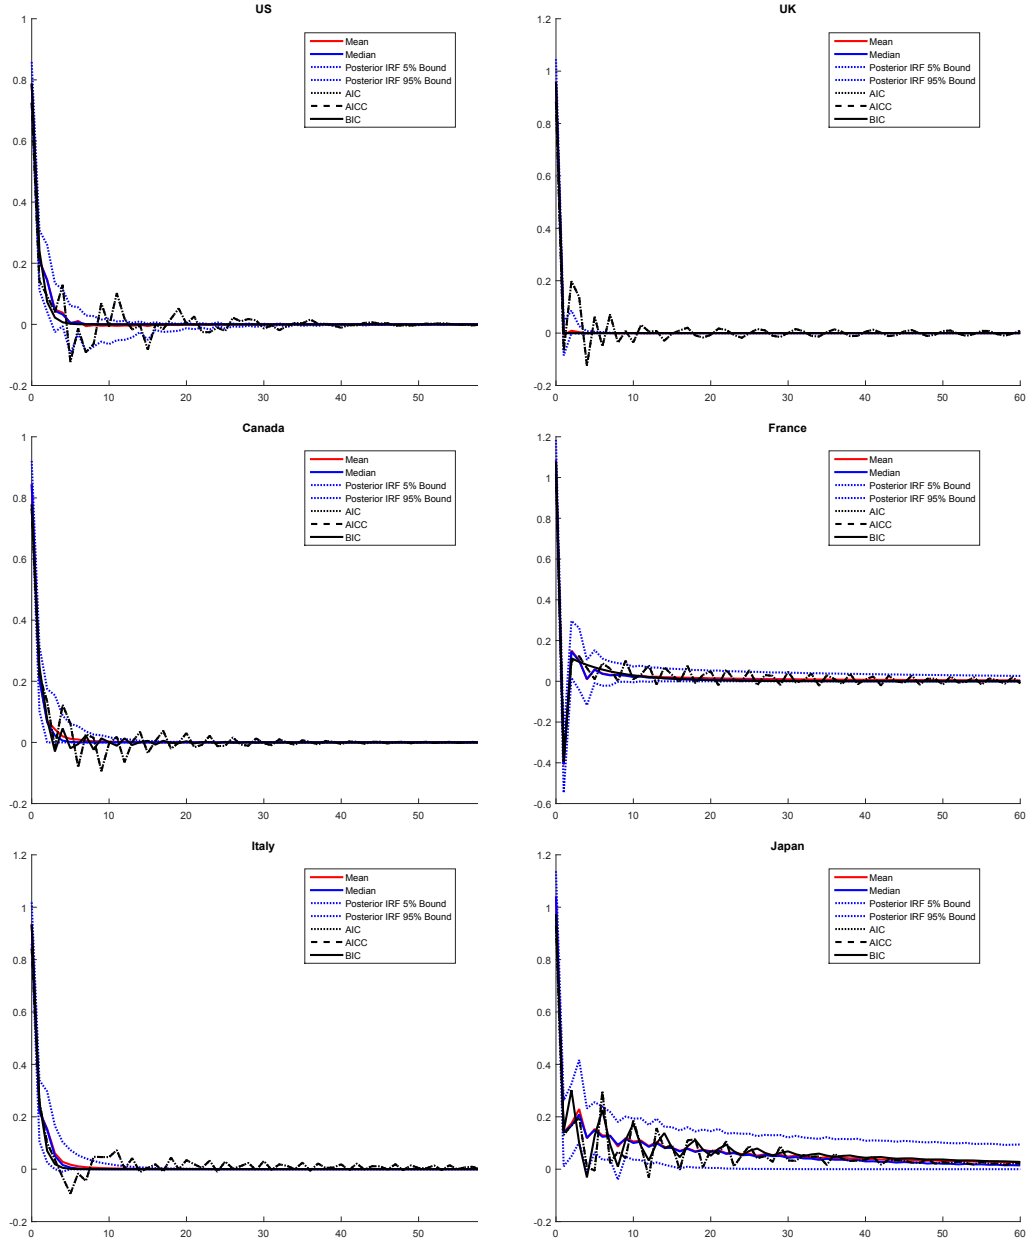 US
1
0.8
0.6
0.4
0.2
0
-0.2
0 10 20 30 40 50
Mean
Median
Posterior IRF 5% Bound
Posterior IRF 95% Bound
AIC
AICC
BIC
UK
1.2
1
0.8
0.6
0.4
0.2
0
-0.2
0 10 20 30 40 50 60
Mean
Median
Posterior IRF 5% Bound
Posterior IRF 95% Bound
AIC
AICC
BIC
Canada
1
0.8
0.6
0.4
0.2
0
-0.2
0 10 20 30 40 50
Mean
Median
Posterior IRF 5% Bound
Posterior IRF 95% Bound
AIC
AICC
BIC
France
1.2
1
0.8
0.6
0.4
0.2
0
-0.2
-0.4
-0.6
0 10 20 30 40 50 60
Mean
Median
Posterior IRF 5% Bound
Posterior IRF 95% Bound
AIC
AICC
BIC
Italy
1.2
1
0.8
0.6
0.4
0.2
0
-0.2
0 10 20 30 40 50
Mean
Median
Posterior IRF 5% Bound
Posterior IRF 95% Bound
AIC
AICC
BIC
Japan
1.2
1
0.8
0.6
0.4
0.2
0
-0.2
0 10 20 30 40 50 60
Mean
Median
Posterior IRF 5% Bound
Posterior IRF 95% Bound
AIC
AICC
BIC